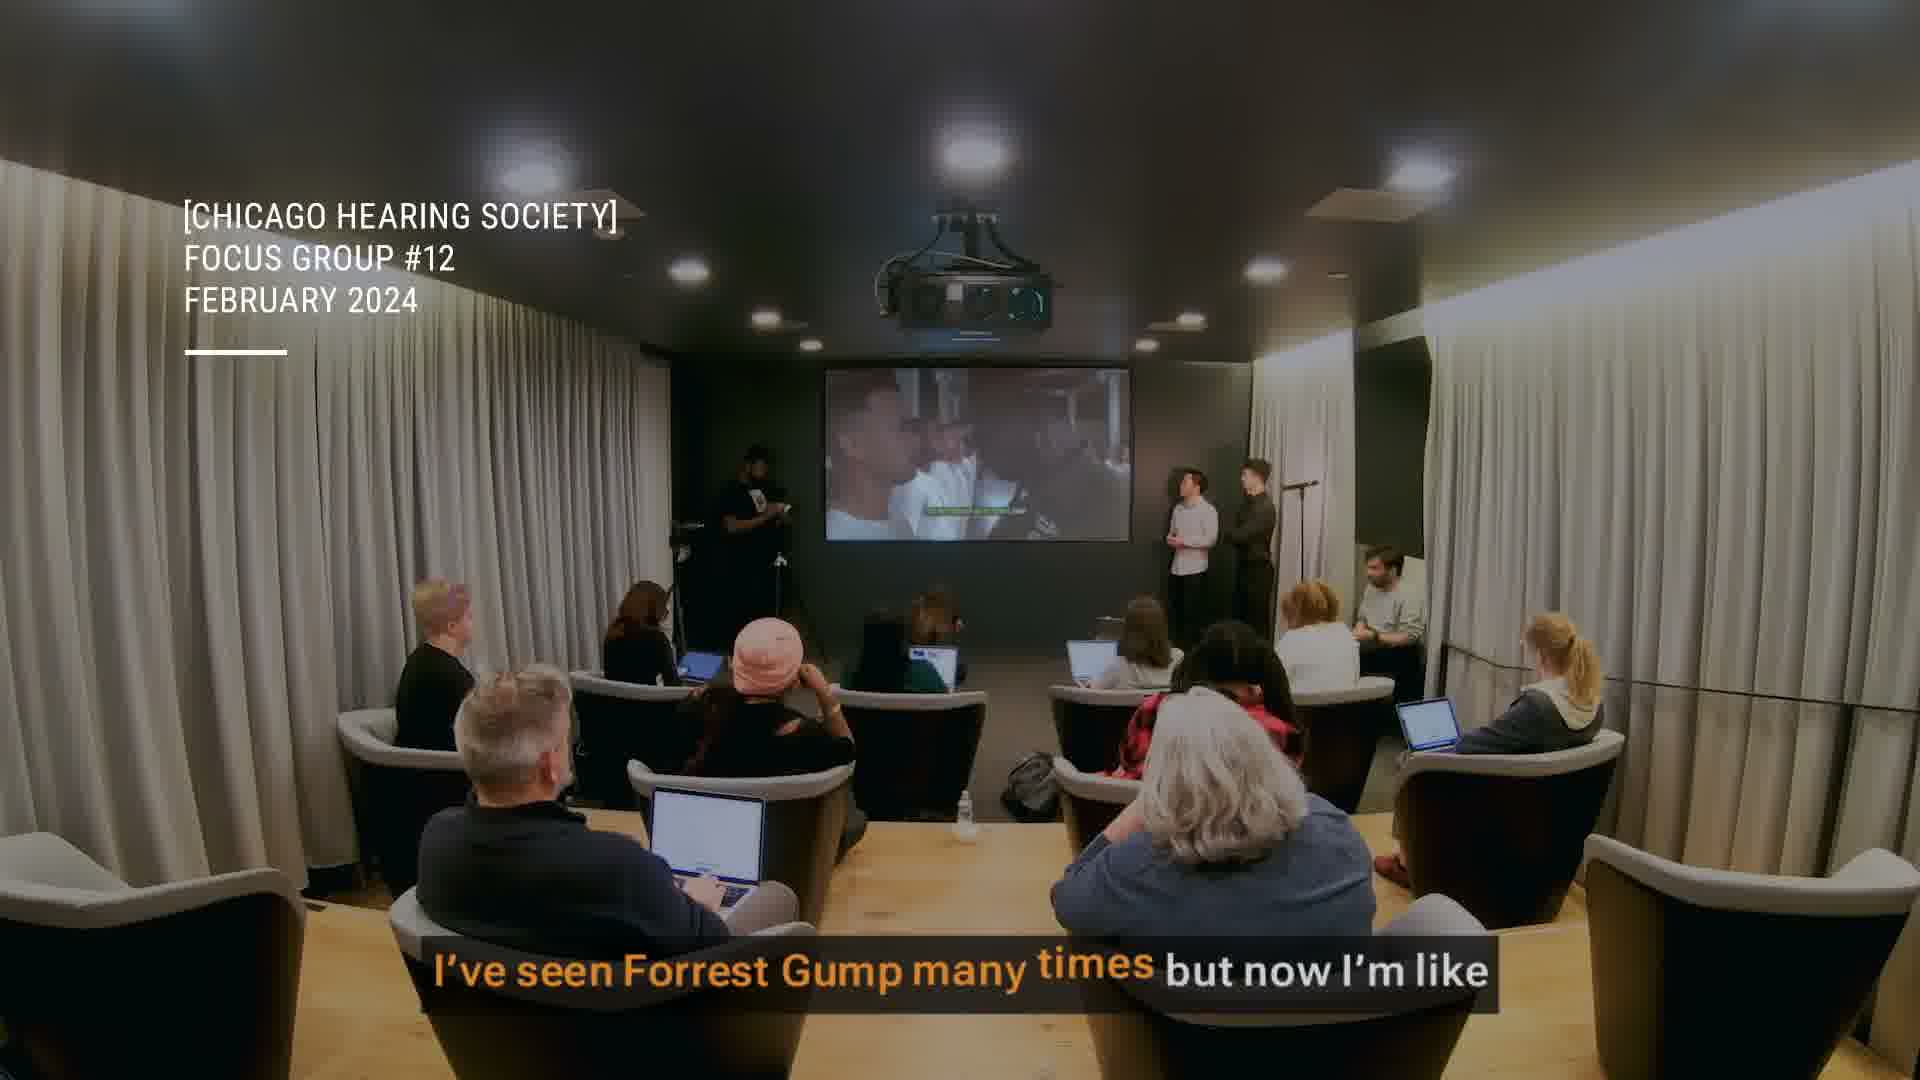 [CHICAGO HEARING SOCIETY]
FOCUS GROUP #12
FEBRUARY 2024
I've seen Forrest Gump many times but now I'm like